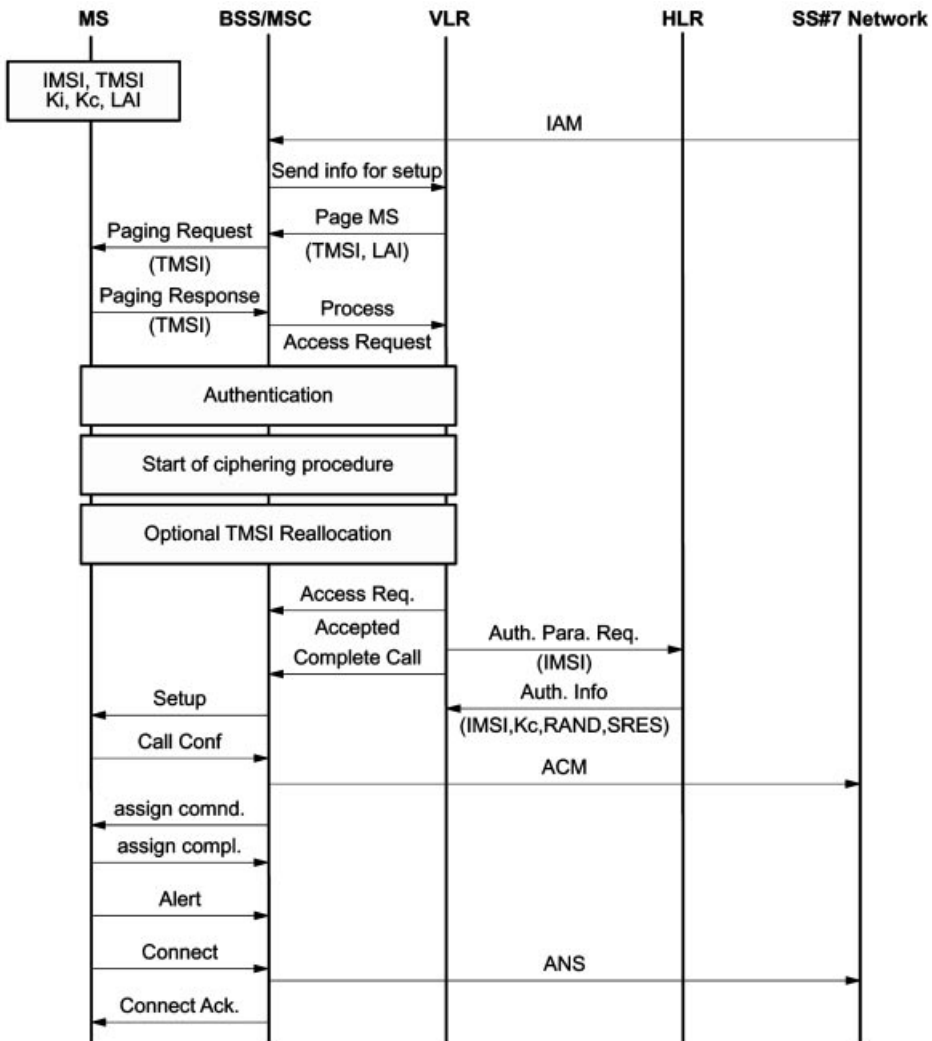 MS BSS/MSC VLR HLR SS#7 Network
IMSI, TMSI
Ki, Kc, LAI
IAM
Send info for setup
Page MS
(TMSI, LAI)
Paging Request
(TMSI)
Paging Response
(TMSI)
Process
Access Request
Authentication
Start of ciphering procedure
Optional TMSI Reallocation
Access Req.
Accepted
Auth. Para. Req.
(IMSI)
Complete Call
Auth. Info
(IMSI,Kc,RAND,SRES)
Setup
Call Conf
ACM
assign comnd.
assign compl.
Alert
Connect
ANS
Connect Ack.